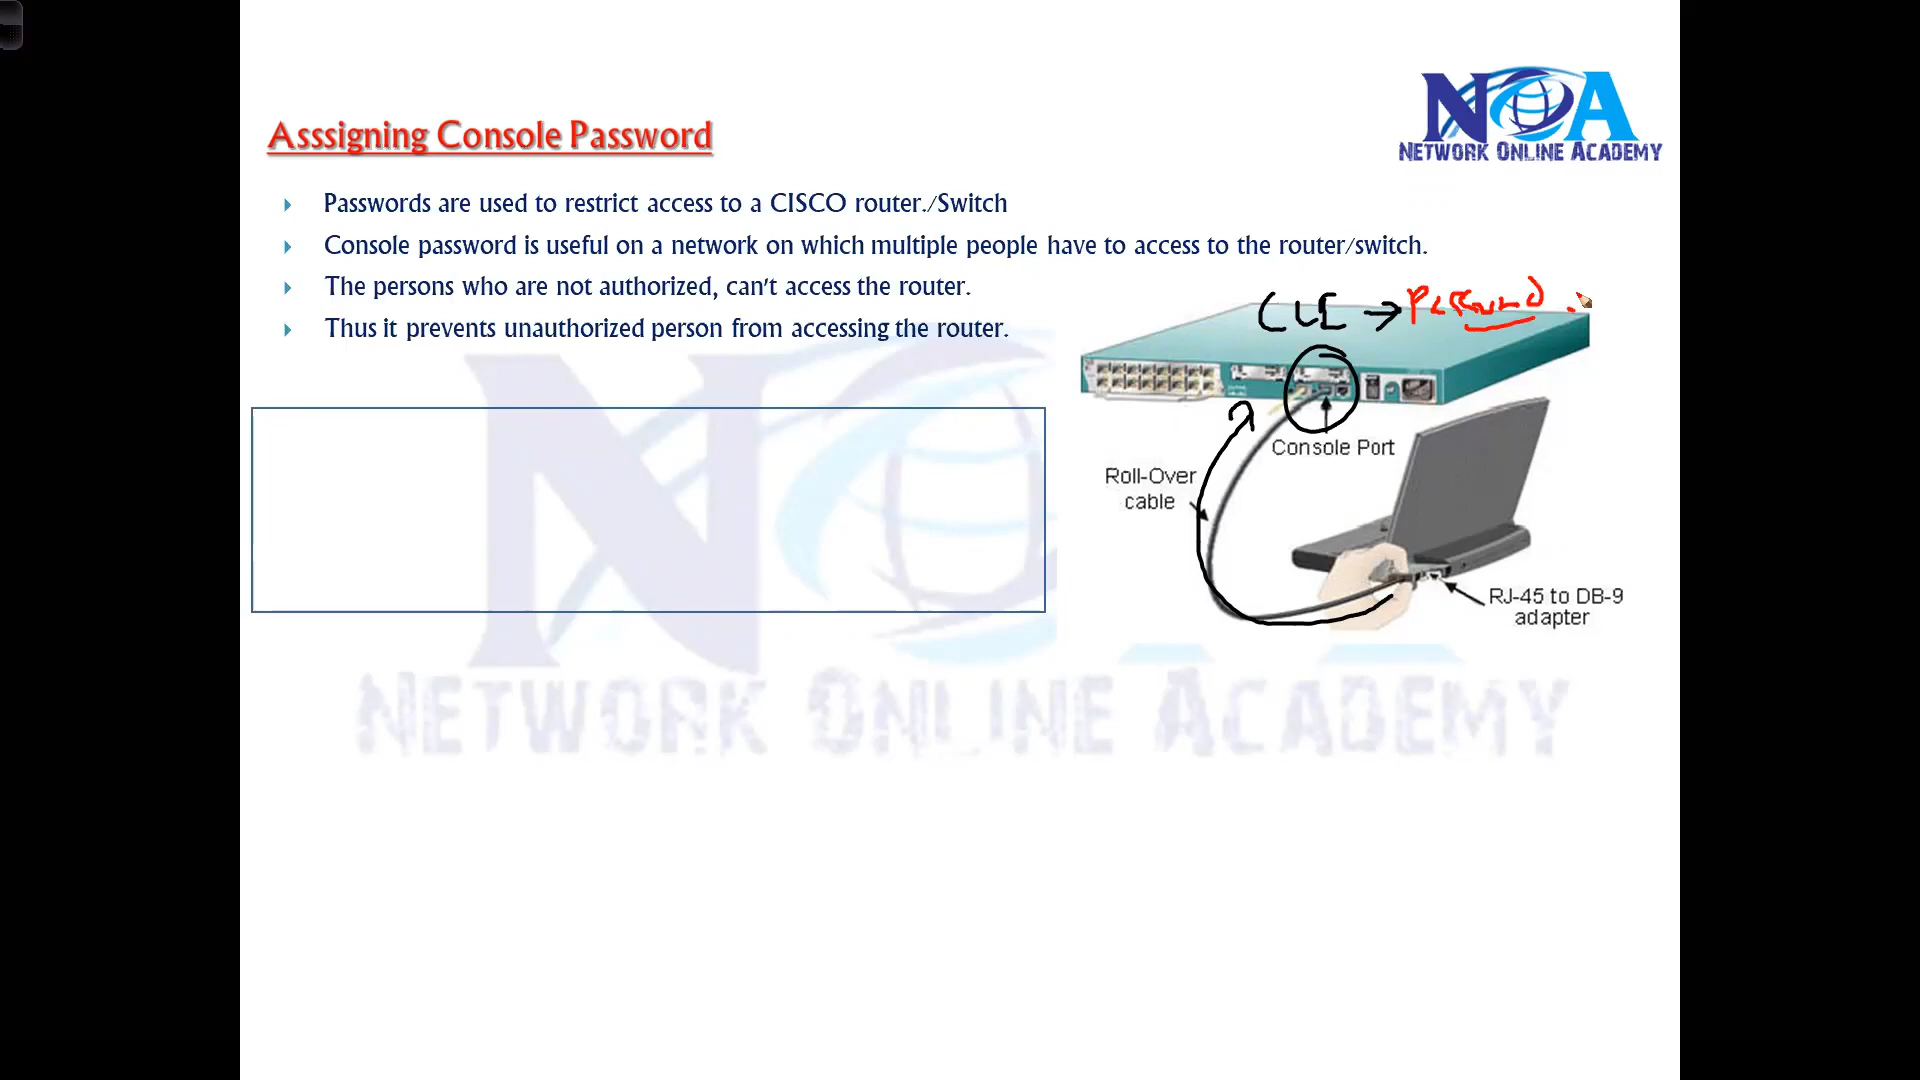 NOA
NETWORK ONLINE ACADEMY
Asssigning Console Password
Passwords are used to restrict access to a CISCO router./Switch
Console password is useful on a network on which multiple people have to access to the router/switch.
The persons who are not authorized, can't access the router.
Thus it prevents unauthorized person from accessing the router.
CLI → Password
Console Port
Roll-Over
cable
RJ-45 to DB-9
adapter
NETWORK ONLINE ACADEMY